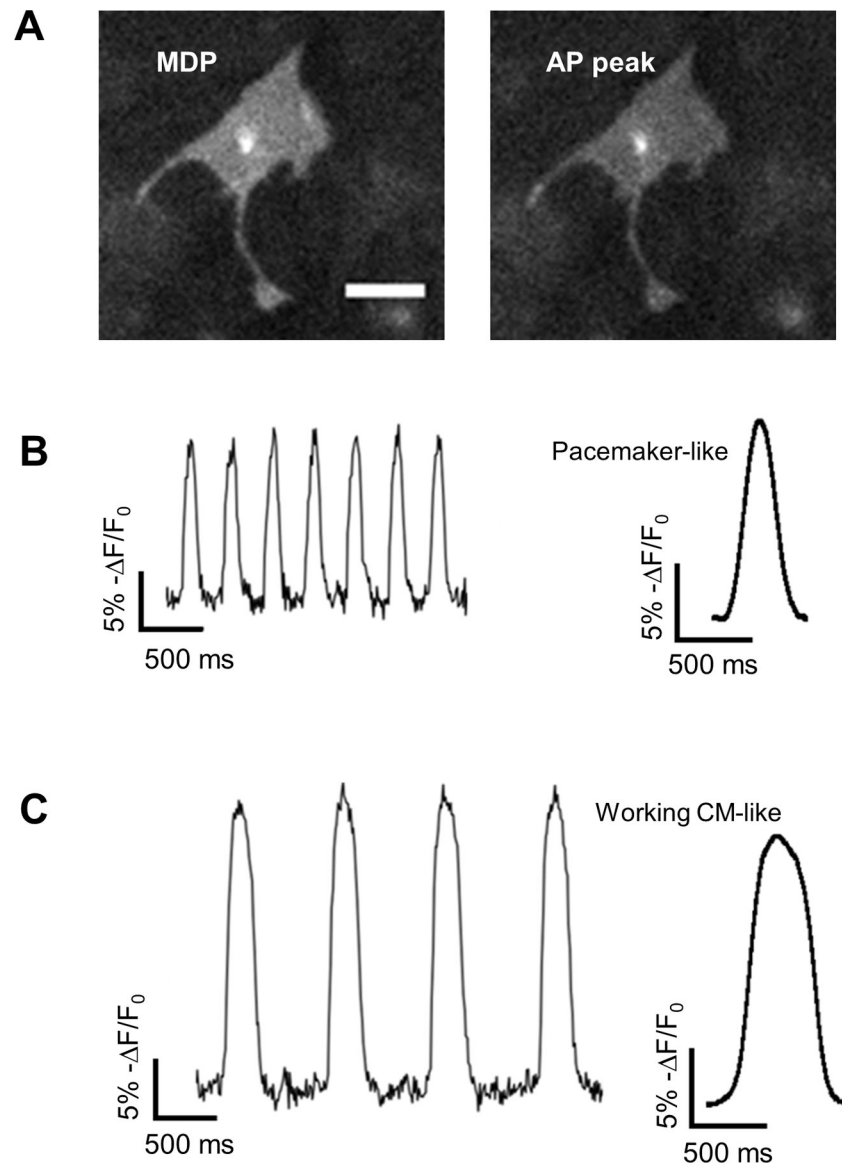 A
MDP
AP peak
B
5% -ΔF/F₀
500 ms
Pacemaker-like
5% -ΔF/F₀
500 ms
C
5% -ΔF/F₀
500 ms
Working CM-like
5% -ΔF/F₀
500 ms